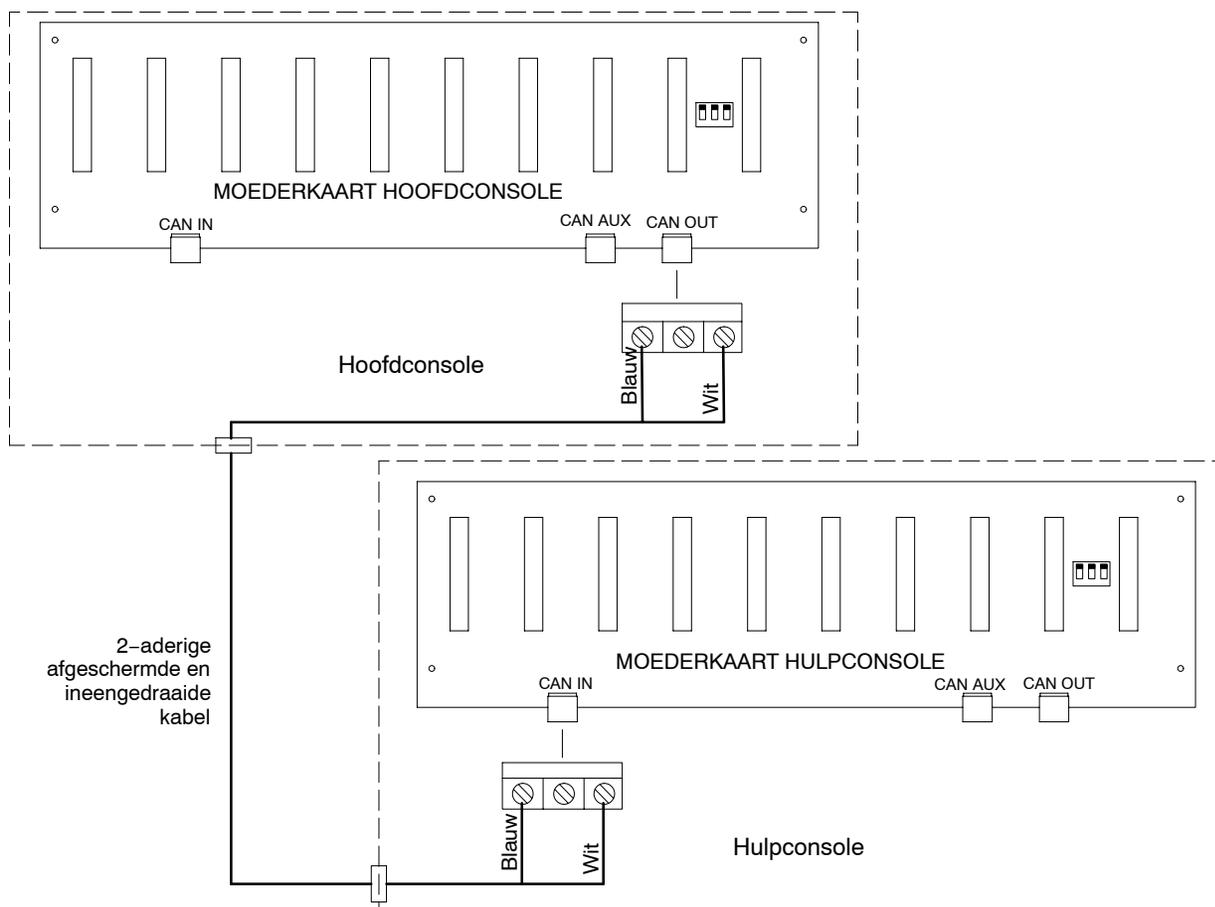 MOEDERKAART HOOFDCONSOLE
CAN IN
CAN AUX
CAN OUT
Hoofdconsole
Blauw
Wit
2−aderige
afgeschermde en
ineengedraaide
kabel
MOEDERKAART HULPCONSOLE
CAN IN
CAN AUX
CAN OUT
Blauw
Wit
Hulpconsole